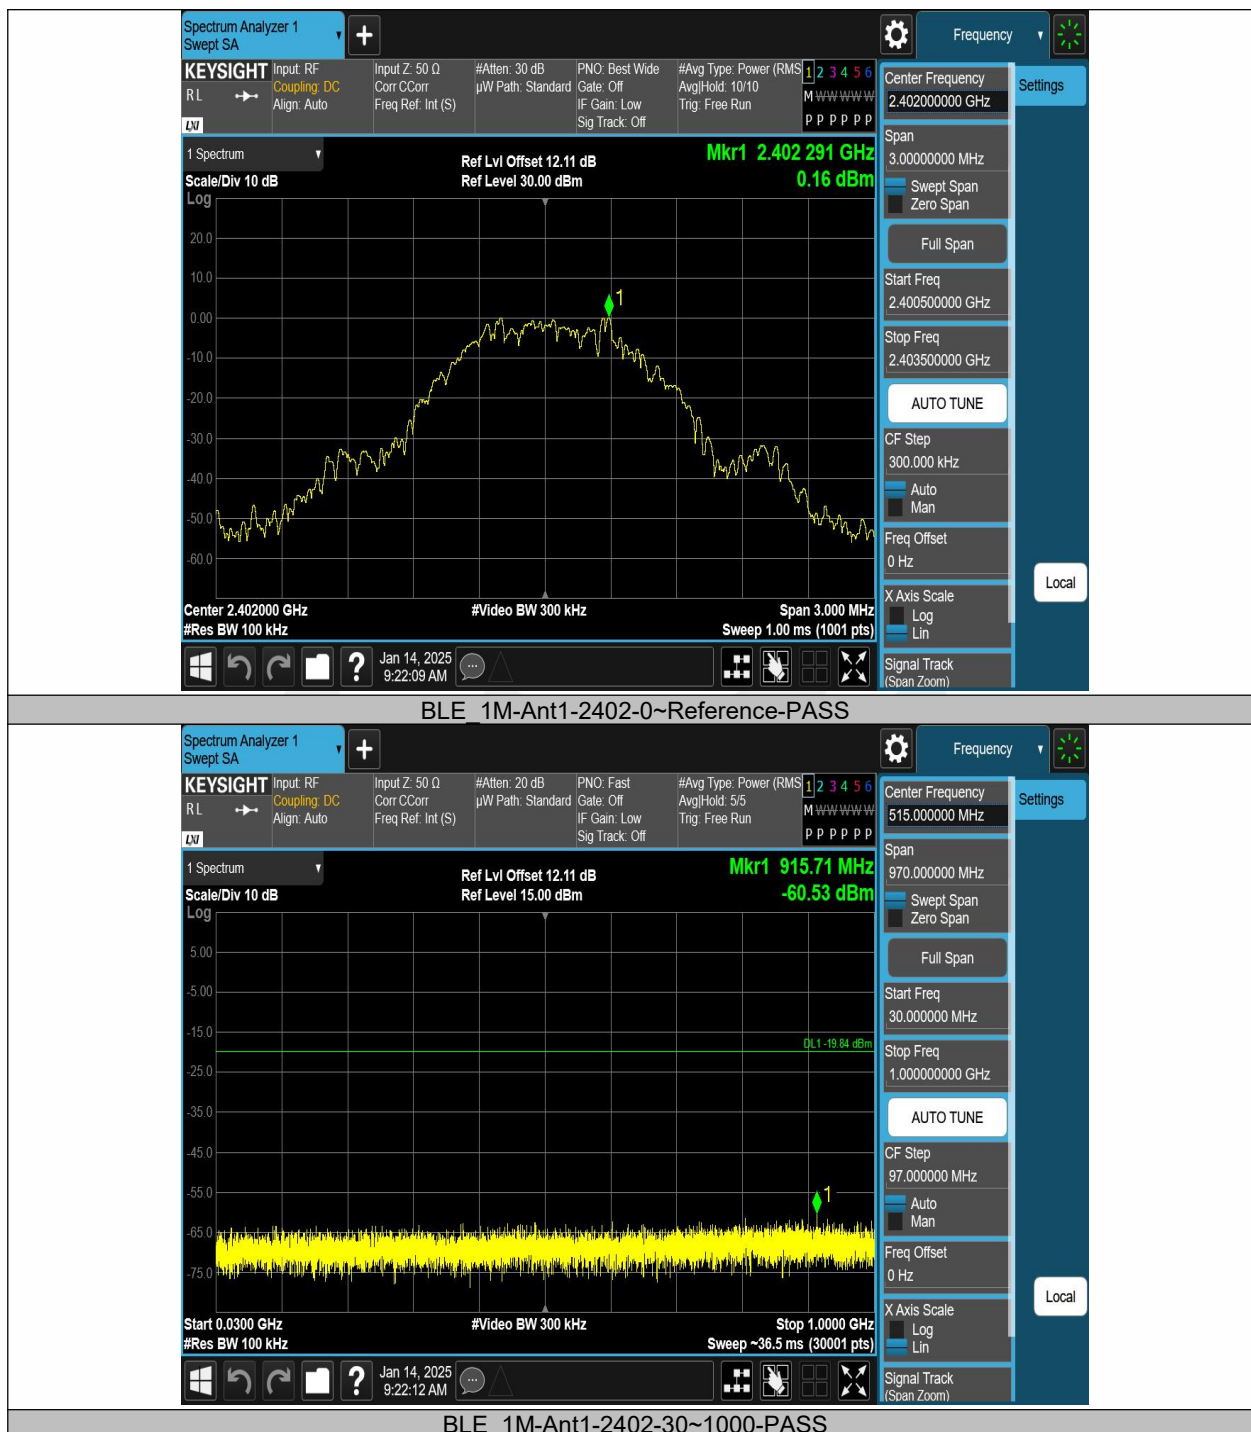 Spectrum Analyzer 1
Swept SA
Frequency
KEYSIGHT
RL
LXI
Input: RF
Coupling: DC
Align: Auto
Input Z: 50 Ω
Corr CCorr
Freq Ref: Int (S)
#Atten: 30 dB
µW Path: Standard
PNO: Best Wide
Gate: Off
IF Gain: Low
Sig Track: Off
#Avg Type: Power (RMS
Avg|Hold: 10/10
Trig: Free Run
1 2 3 4 5 6
M W W W W W
P P P P P P
Center Frequency
2.402000000 GHz
Settings
1 Spectrum
Scale/Div 10 dB
Log
Ref Lvl Offset 12.11 dB
Ref Level 30.00 dBm
Mkr1 2.402 291 GHz
0.16 dBm
Span
3.00000000 MHz
Swept Span
Zero Span
Full Span
Start Freq
2.400500000 GHz
Stop Freq
2.403500000 GHz
AUTO TUNE
CF Step
300.000 kHz
Auto
Man
Freq Offset
0 Hz
X Axis Scale
Log
Lin
Signal Track
(Span Zoom)
Local
20.0
10.0
1
0.00
-10.0
-20.0
-30.0
-40.0
-50.0
-60.0
Center 2.402000 GHz
#Res BW 100 kHz
#Video BW 300 kHz
Span 3.000 MHz
Sweep 1.00 ms (1001 pts)
?
Jan 14, 2025
9:22:09 AM
BLE_1M-Ant1-2402-0~Reference-PASS
Spectrum Analyzer 1
Swept SA
Frequency
KEYSIGHT
RL
LXI
Input: RF
Coupling: DC
Align: Auto
Input Z: 50 Ω
Corr CCorr
Freq Ref: Int (S)
#Atten: 20 dB
µW Path: Standard
PNO: Fast
Gate: Off
IF Gain: Low
Sig Track: Off
#Avg Type: Power (RMS
Avg|Hold: 5/5
Trig: Free Run
1 2 3 4 5 6
M W W W W W
P P P P P P
Center Frequency
515.000000 MHz
Settings
1 Spectrum
Scale/Div 10 dB
Log
Ref Lvl Offset 12.11 dB
Ref Level 15.00 dBm
Mkr1 915.71 MHz
-60.53 dBm
Span
970.000000 MHz
Swept Span
Zero Span
Full Span
Start Freq
30.000000 MHz
Stop Freq
1.000000000 GHz
AUTO TUNE
CF Step
97.000000 MHz
Auto
Man
Freq Offset
0 Hz
X Axis Scale
Log
Lin
Signal Track
(Span Zoom)
Local
5.00
-5.00
-15.0
DL1 -19.84 dBm
-25.0
-35.0
-45.0
-55.0
1
-65.0
-75.0
Start 0.0300 GHz
#Res BW 100 kHz
#Video BW 300 kHz
Stop 1.0000 GHz
Sweep ~36.5 ms (30001 pts)
?
Jan 14, 2025
9:22:12 AM
BLE_1M-Ant1-2402-30~1000-PASS